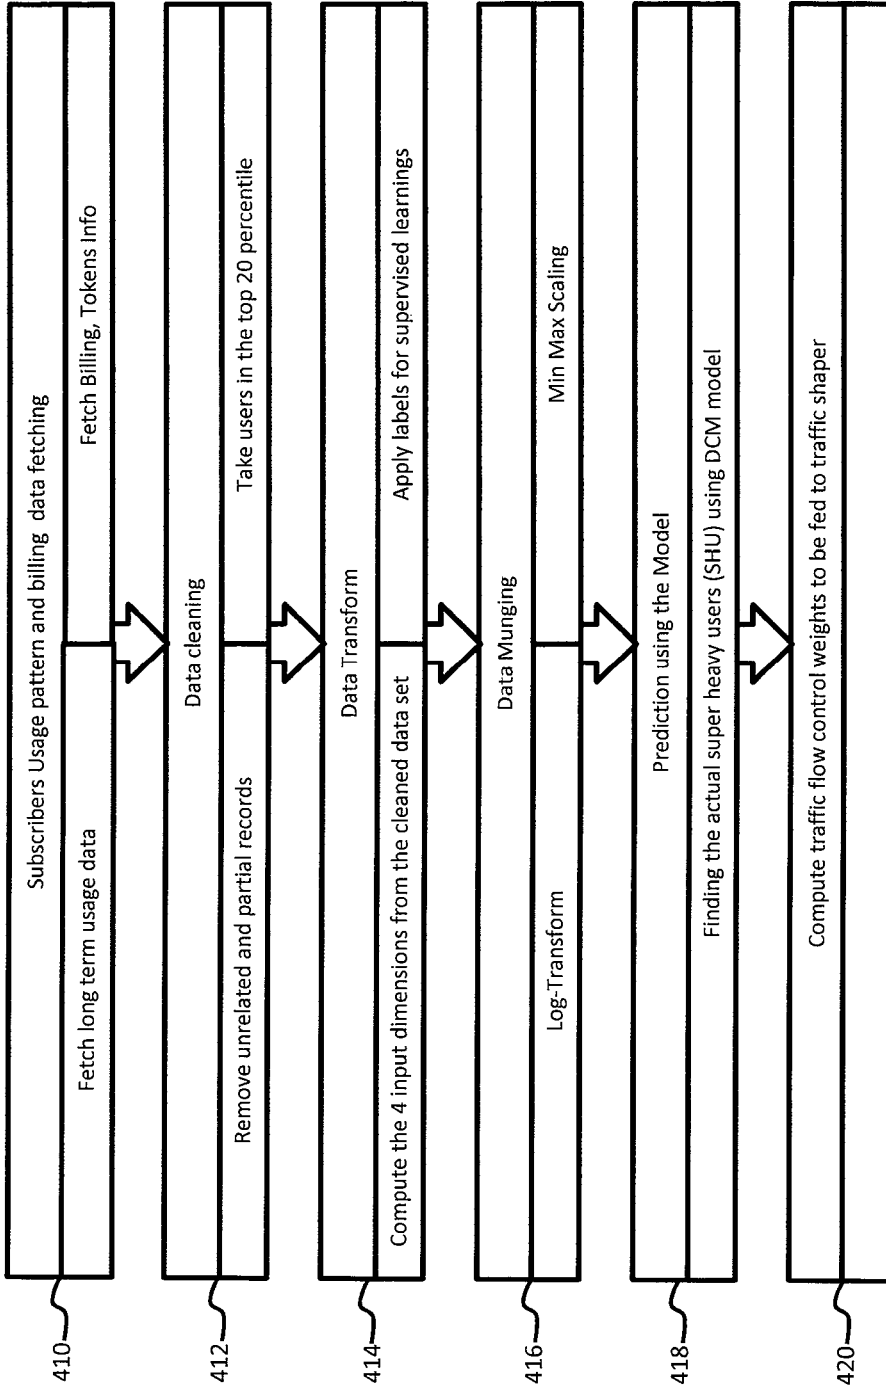 410
Subscribers Usage pattern and billing data fetching
Fetch long term usage data
Fetch Billing, Tokens Info
412
Data cleaning
Remove unrelated and partial records
Take users in the top 20 percentile
414
Data Transform
Compute the 4 input dimensions from the cleaned data set
Apply labels for supervised learnings
416
Data Munging
Log-Transform
Min Max Scaling
418
Prediction using the Model
Finding the actual super heavy users (SHU) using DCM model
420
Compute traffic flow control weights to be fed to traffic shaper